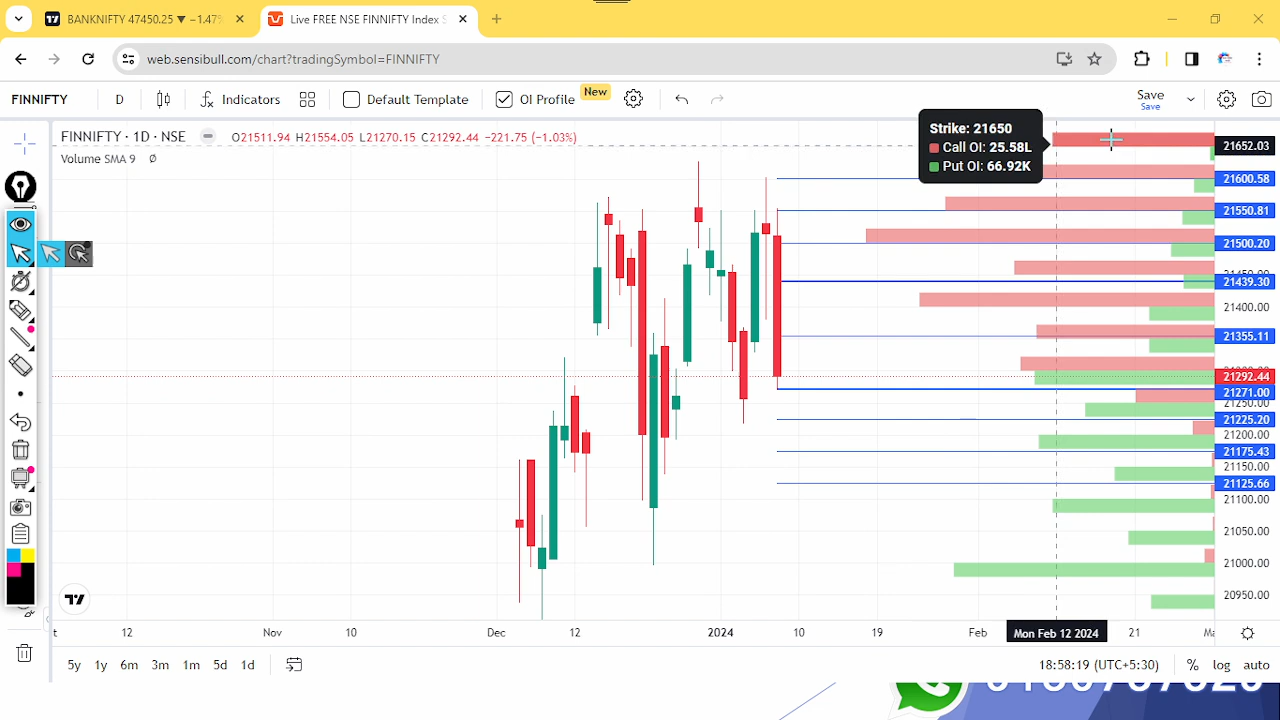 BANKNIFTY 47450.25 ▼ −1.47%
Live FREE NSE FINNIFTY Index S
web.sensibull.com/chart?tradingSymbol=FINNIFTY
FINNIFTY D Indicators Default Template OI Profile New Save
Save
FINNIFTY · 1D · NSE O21511.94 H21554.05 L21270.15 C21292.44 −221.75 (−1.03%)
Volume SMA 9 Ø
Strike: 21650
Call OI: 25.58L
Put OI: 66.92K
21652.03
21600.58
21550.81
21500.20
21439.30
21400.00
21355.11
21292.44
21271.00
21250.00
21225.20
21200.00
21175.43
21150.00
21125.66
21100.00
21050.00
21000.00
20950.00
12 Nov 10 Dec 12 2024 10 19 Feb Mon Feb 12 2024 21
5y 1y 6m 3m 1m 5d 1d 18:58:19 (UTC+5:30) % log auto